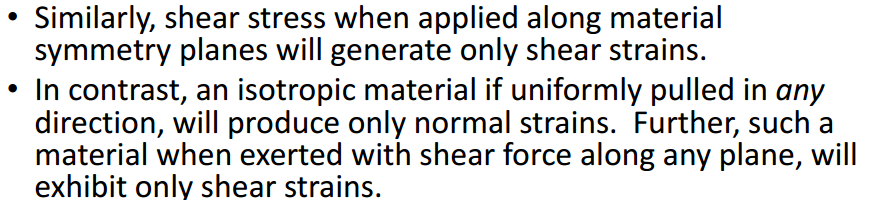 • Similarly, shear stress when applied along material
symmetry planes will generate only shear strains.
• In contrast, an isotropic material if uniformly pulled in any
direction, will produce only normal strains.  Further, such a
material when exerted with shear force along any plane, will
exhibit only shear strains.